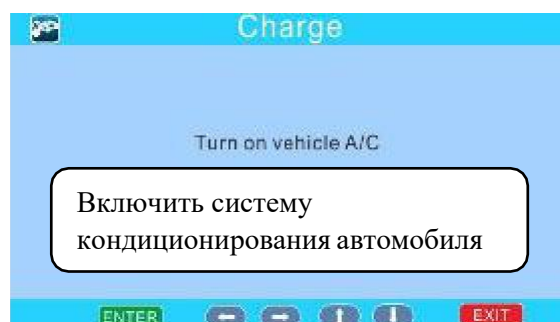 Charge
Turn on vehicle A/C
Включить систему
кондиционирования автомобиля
ENTER
EXIT